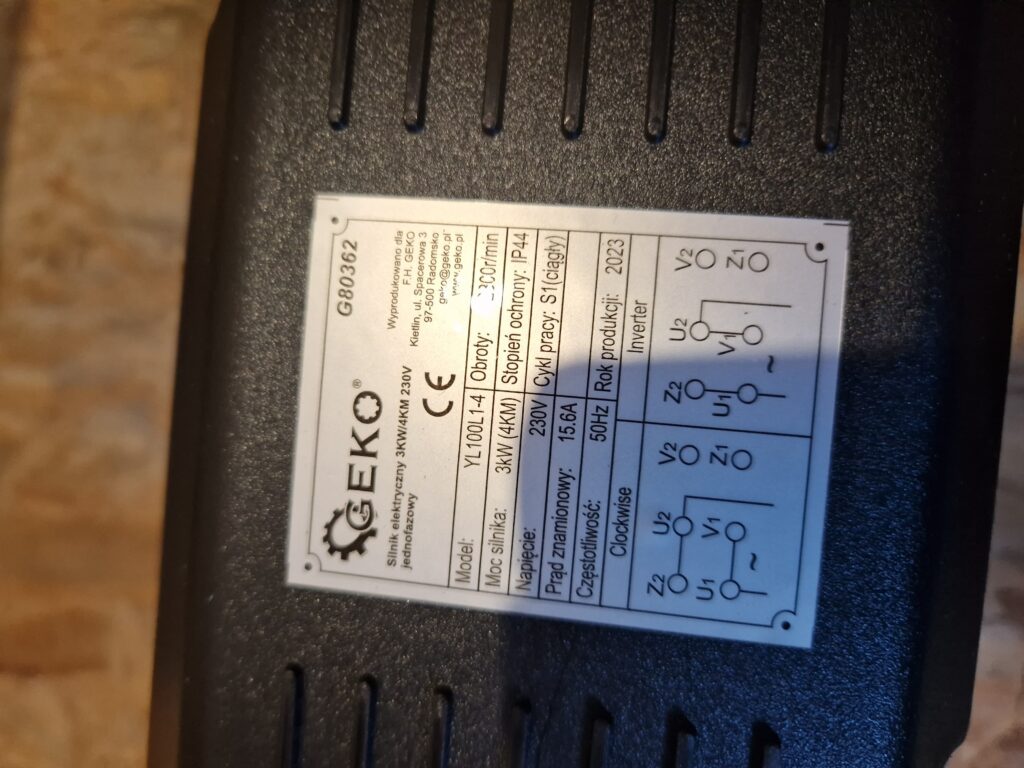 G80362
GEKO®
Silnik elektryczny 3KW/4KM 230V
jednofazowy
CE
Wyprodukowano dla
F.H. GEKO
Kietlin, ul. Spacerowa 3
97-500 Radomsko
geko@geko.pl
www.geko.pl
Model: YL100L1-4 Obroty: r/min
Moc silnika: 3kW (4KM) Stopień ochrony: IP44
Napięcie: 230V Cykl pracy: S1(ciągły)
Prąd znamionowy: 15.6A
Częstotliwość: 50Hz Rok produkcji: 2023
Clockwise Inverter
Z2 U2 V2 Z2 U2 V2
U1 V1 Z1 U1 V1 Z1
~ ~